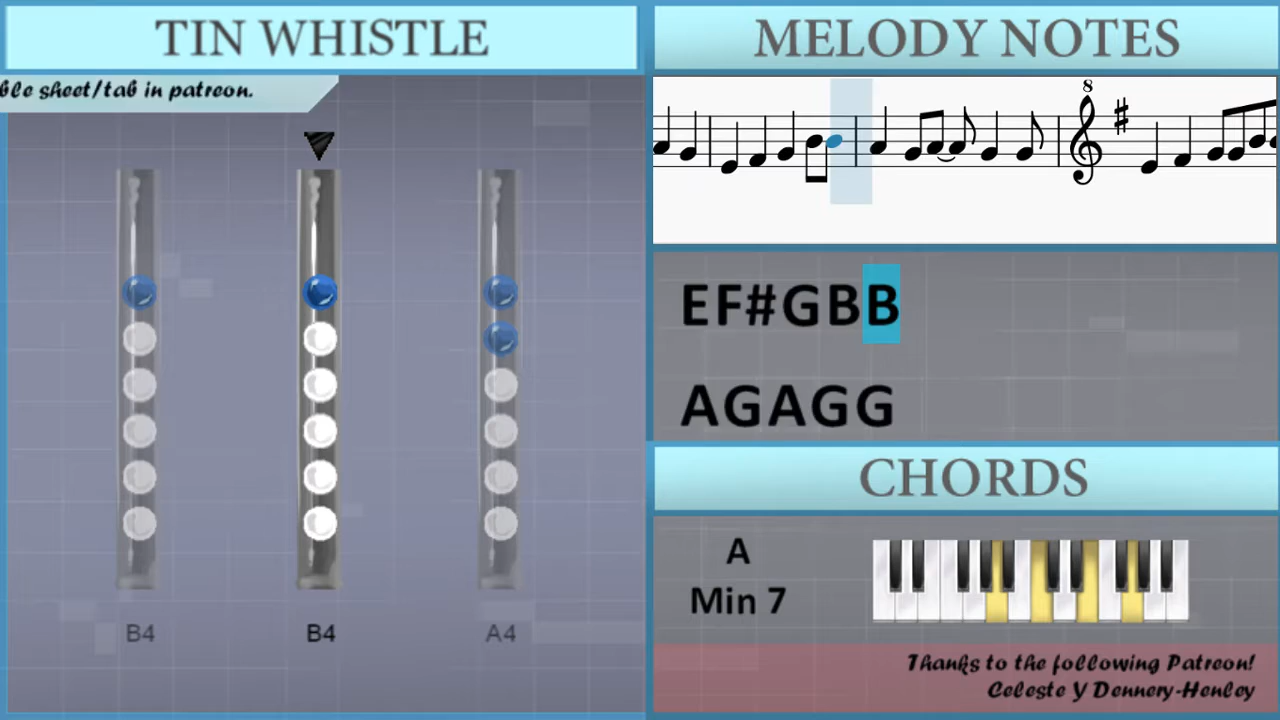 TIN WHISTLE
ble sheet/tab in patreon.
B4
B4
A4
MELODY NOTES
8
EF#GBB
AGAGG
CHORDS
A
Min 7
Thanks to the following Patreon!
Celeste Y Dennery-Henley